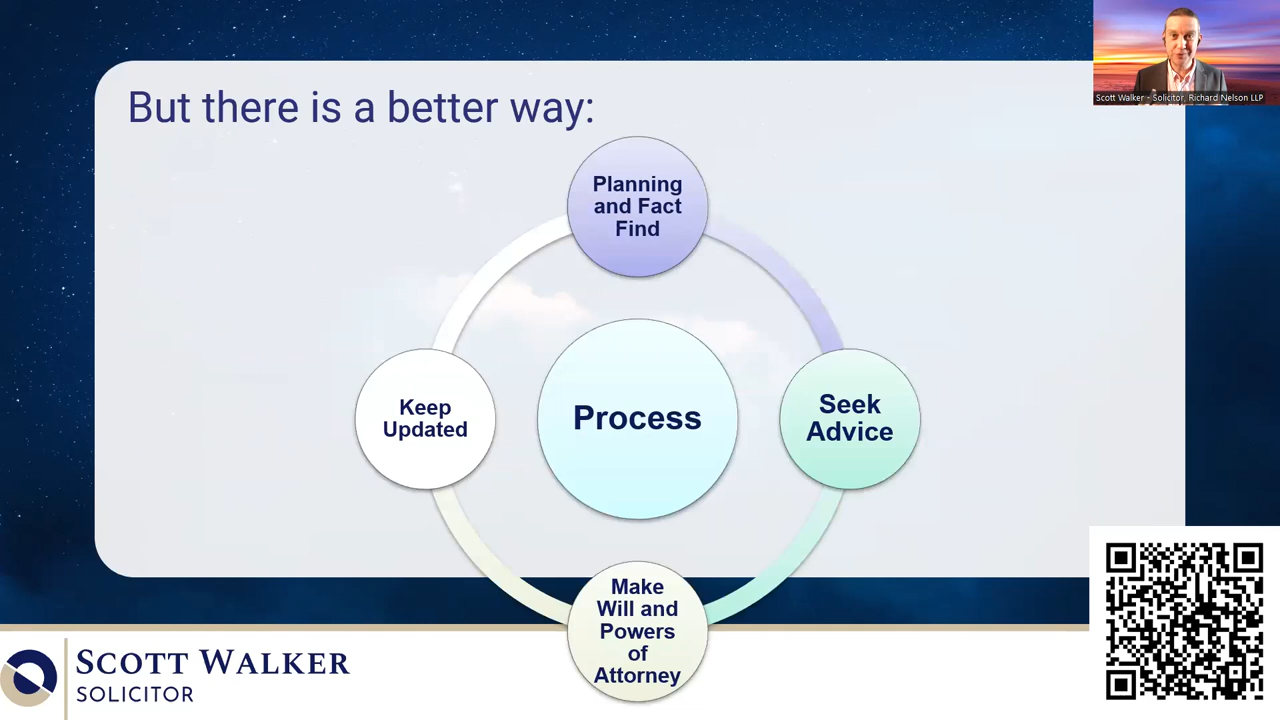 Scott Walker - Solicitor, Richard Nelson LLP
But there is a better way:
Planning
and Fact
Find
Seek
Advice
Process
Keep
Updated
Make
Will and
Powers
of
Attorney
SCOTT WALKER
SOLICITOR